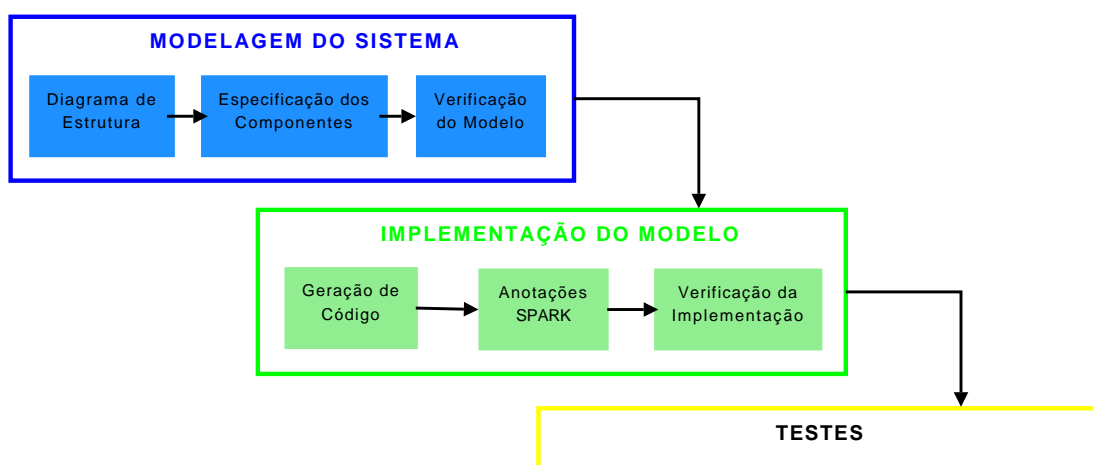 MODELAGEM DO SISTEMA
Diagrama de
Estrutura
Especificação dos
Componentes
Verificação
do Modelo
IMPLEMENTAÇÃO DO MODELO
Geração de
Código
Anotações
SPARK
Verificação da
Implementação
TESTES